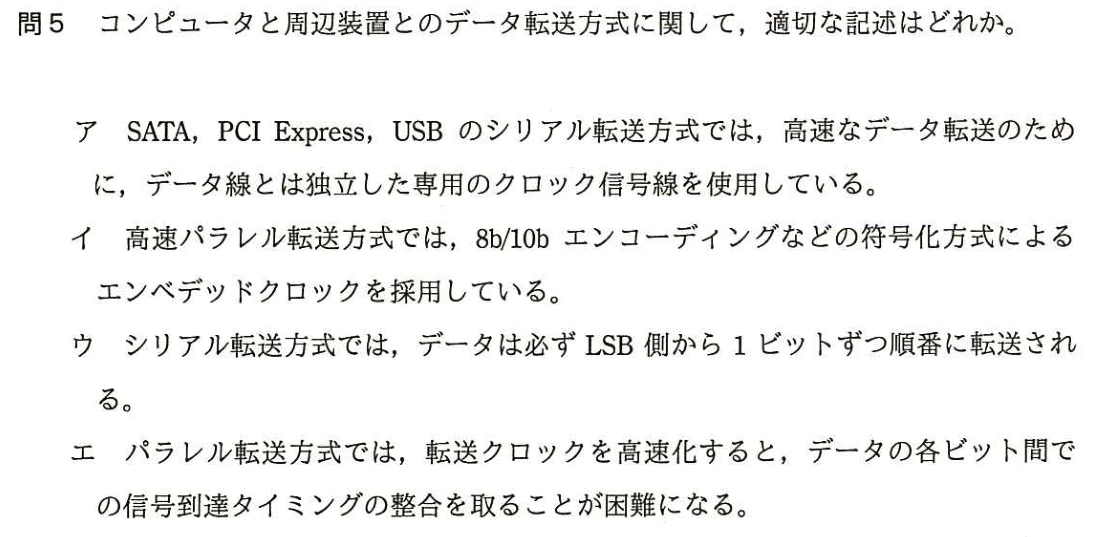 問5 コンピュータと周辺装置とのデータ転送方式に関して，適切な記述はどれか。
ア SATA，PCI Express，USB のシリアル転送方式では，高速なデータ転送のため
に，データ線とは独立した専用のクロック信号線を使用している。
イ 高速パラレル転送方式では，8b/10b エンコーディングなどの符号化方式による
エンベデッドクロックを採用している。
ウ シリアル転送方式では，データは必ず LSB 側から 1 ビットずつ順番に転送され
る。
エ パラレル転送方式では，転送クロックを高速化すると，データの各ビット間で
の信号到達タイミングの整合を取ることが困難になる。